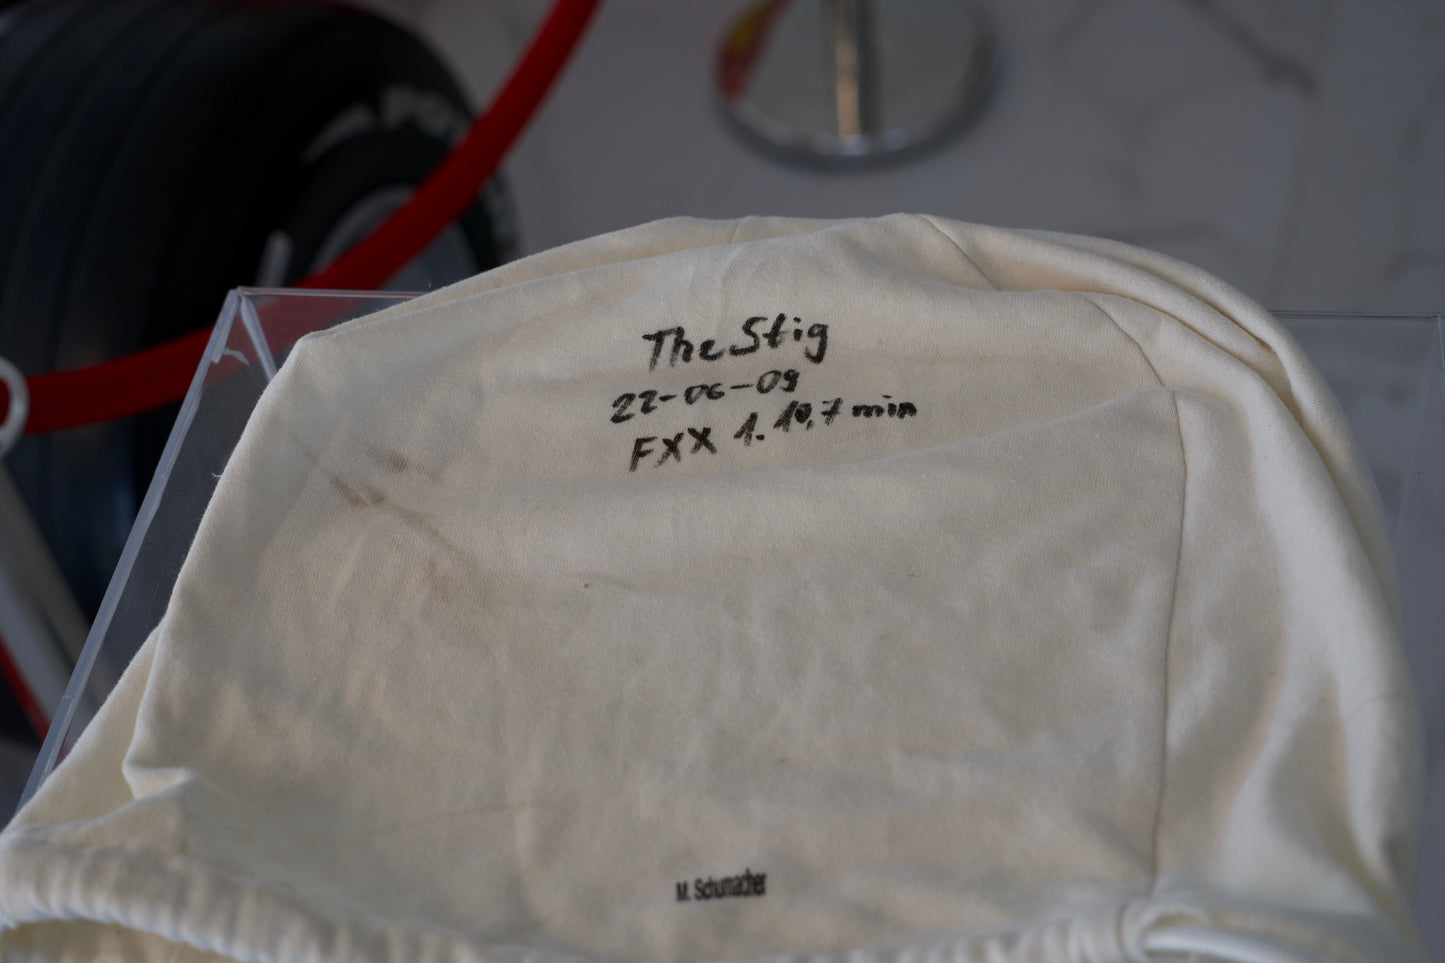 The Stig
22-06-09
FXX 1.10,7 min
M. Schumacher